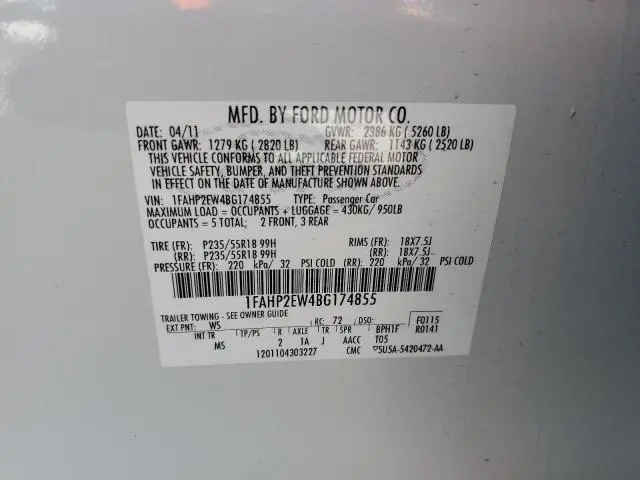 MFD. BY FORD MOTOR CO.
DATE: 04/11 GVWR: 2386 KG ( 5260 LB)
FRONT GAWR: 1279 KG ( 2820 LB) REAR GAWR: 1143 KG ( 2520 LB)
THIS VEHICLE CONFORMS TO ALL APPLICABLE FEDERAL MOTOR
VEHICLE SAFETY, BUMPER, AND THEFT PREVENTION STANDARDS
IN EFFECT ON THE DATE OF MANUFACTURE SHOWN ABOVE.
VIN: 1FAHP2EW4BG174855 TYPE: Passenger Car
MAXIMUM LOAD = OCCUPANTS + LUGGAGE = 430KG/ 950LB
OCCUPANTS = 5 TOTAL; 2 FRONT, 3 REAR
TIRE (FR): P235/55R18 99H RIMS (FR): 18X7.5J
(RR): P235/55R18 99H (RR): 18X7.5J
PRESSURE (FR): 220 kPa/ 32 PSI COLD (RR): 220 kPa/ 32 PSI COLD
1FAHP2EW4BG174855
TRAILER TOWING - SEE OWNER GUIDE
EXT PNT: WS RC: 72 DSO: F0115
TR TP/PS R AXLE TR SPR BPH1F R0141
MS 2 1A J AACC T05
1201104303227 CMC ▽5U5A-5420472-AA